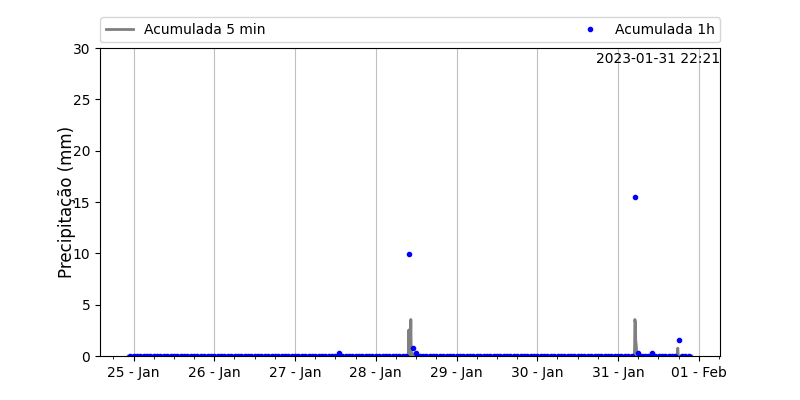 Acumulada 5 min
Acumulada 1h
2023-01-31 22:21
Precipitação (mm)
30
25
20
15
10
5
0
25 - Jan
26 - Jan
27 - Jan
28 - Jan
29 - Jan
30 - Jan
31 - Jan
01 - Feb